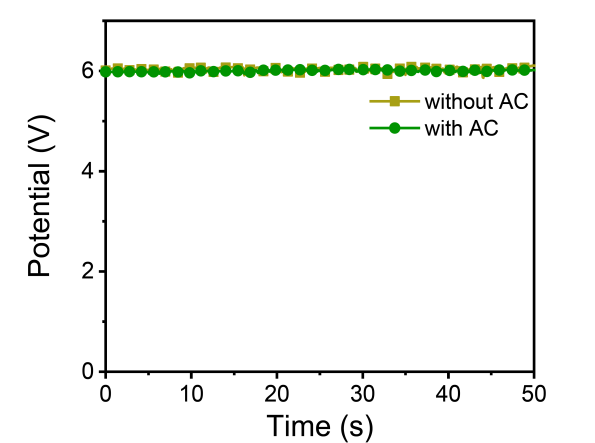 6
4
2
0
Potential (V)
without AC
with AC
0 10 20 30 40 50
Time (s)